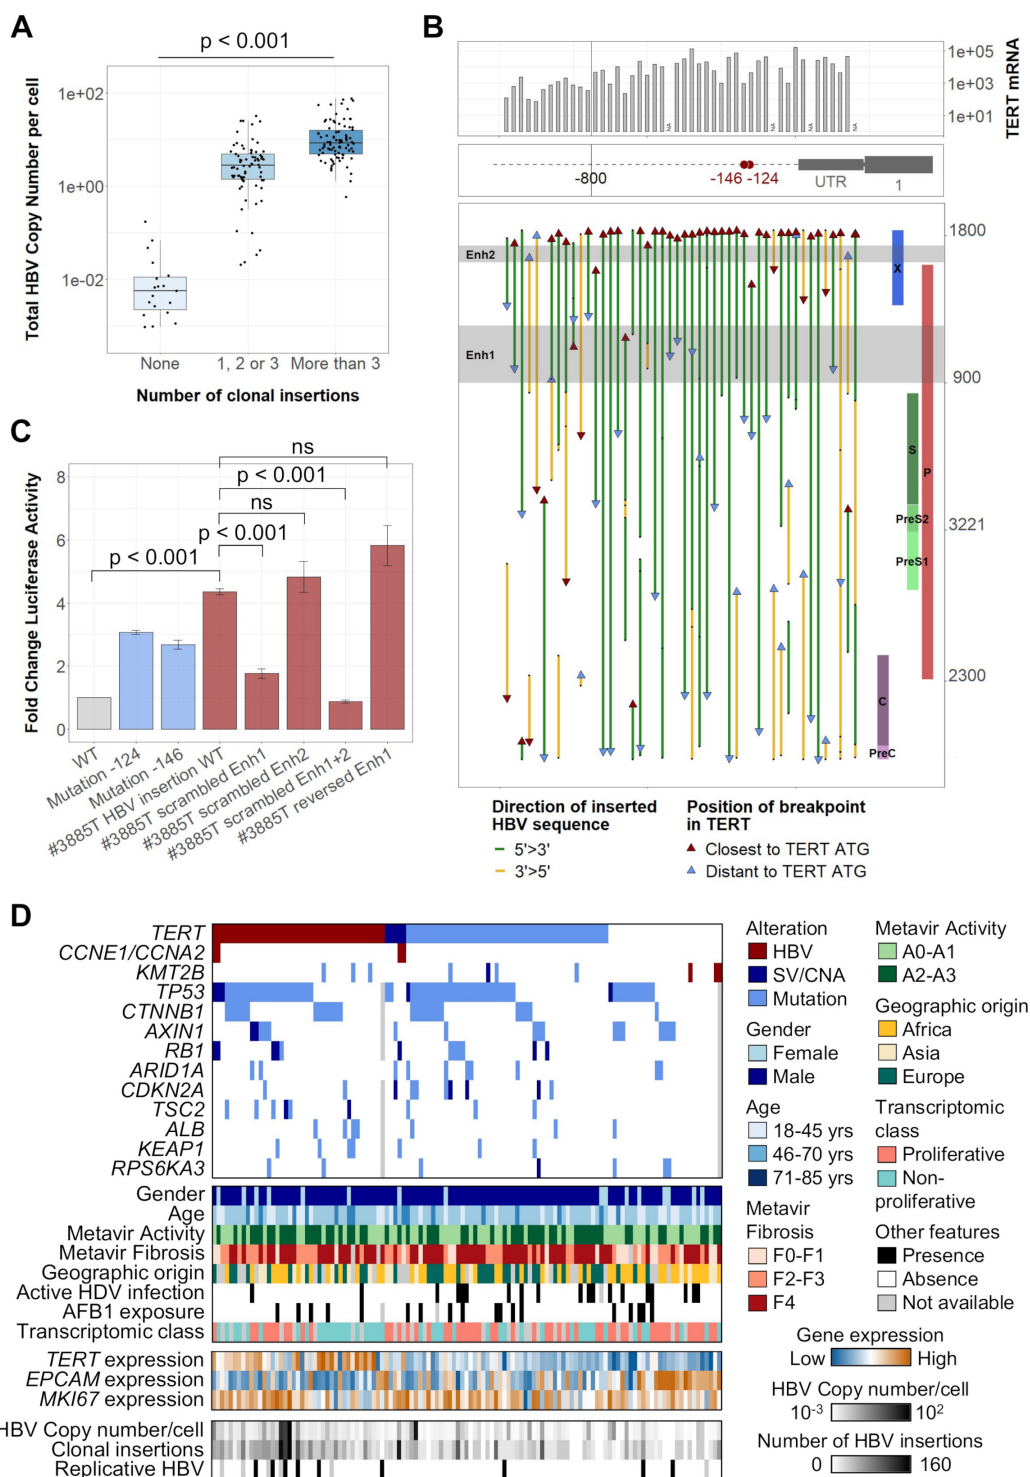 A
p < 0.001
Total HBV Copy Number per cell
1e+02
1e+00
1e-02
None
1, 2 or 3
More than 3
Number of clonal insertions
B
1e+05
1e+03
1e+01
TERT mRNA
NA
NA
NA
NA
-800
-146 -124
UTR
1
Enh2
Enh1
1800
900
3221
2300
X
P
S
PreS2
PreS1
C
PreC
Direction of inserted
HBV sequence
5'>3'
3'>5'
Position of breakpoint
in TERT
Closest to TERT ATG
Distant to TERT ATG
C
ns
p < 0.001
ns
p < 0.001
p < 0.001
Fold Change Luciferase Activity
8
6
4
2
0
WT
Mutation -124
Mutation -146
#3885T HBV insertion WT
#3885T scrambled Enh1
#3885T scrambled Enh2
#3885T scrambled Enh1+2
#3885T reversed Enh1
D
TERT
CCNE1/CCNA2
KMT2B
TP53
CTNNB1
AXIN1
RB1
ARID1A
CDKN2A
TSC2
ALB
KEAP1
RPS6KA3
Gender
Age
Metavir Activity
Metavir Fibrosis
Geographic origin
Active HDV infection
AFB1 exposure
Transcriptomic class
TERT expression
EPCAM expression
MKI67 expression
HBV Copy number/cell
Clonal insertions
Replicative HBV
Alteration
HBV
SV/CNA
Mutation
Gender
Female
Male
Age
18-45 yrs
46-70 yrs
71-85 yrs
Metavir
Fibrosis
F0-F1
F2-F3
F4
Metavir Activity
A0-A1
A2-A3
Geographic origin
Africa
Asia
Europe
Transcriptomic
class
Proliferative
Non-
proliferative
Other features
Presence
Absence
Not available
Gene expression
Low
High
HBV Copy number/cell
10-3
102
Number of HBV insertions
0
160